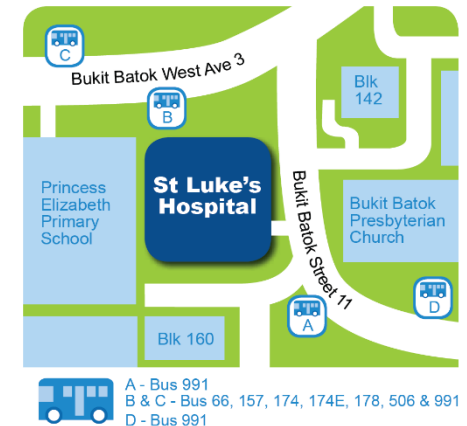 C
Bukit Batok West Ave 3
B
Blk
142
St Luke's
Hospital
Princess
Elizabeth
Primary
School
Bukit Batok Street 11
Bukit Batok
Presbyterian
Church
D
A
Blk 160
A - Bus 991
B & C - Bus 66, 157, 174, 174E, 178, 506 & 991
D - Bus 991